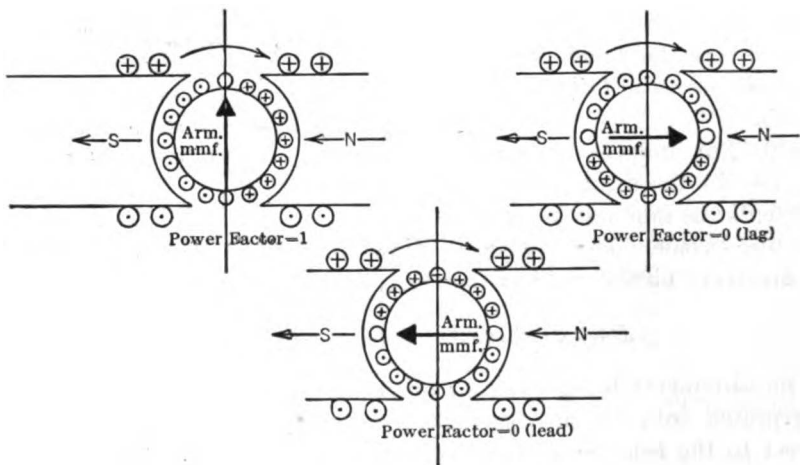 Arm.
S N
mmf.
Power Factor=1
Arm.
S N
mmf.
Power Factor=0 (lag)
Arm.
S N
mmf.
Power Factor=0 (lead)